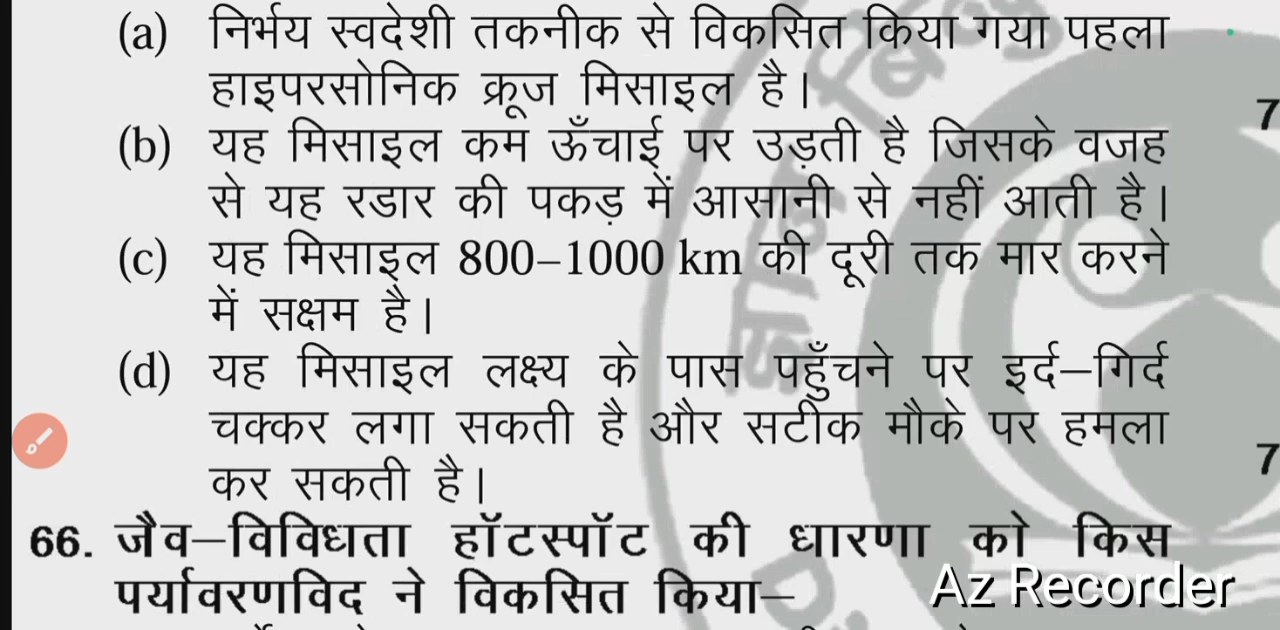 (a) निर्भय स्वदेशी तकनीक से विकसित किया गया पहला
हाइपरसोनिक क्रूज मिसाइल है।
(b) यह मिसाइल कम ऊँचाई पर उड़ती है जिसके वजह
से यह रडार की पकड़ में आसानी से नहीं आती है।
(c) यह मिसाइल 800–1000 km की दूरी तक मार करने
में सक्षम है।
(d) यह मिसाइल लक्ष्य के पास पहुँचने पर इर्द–गिर्द
चक्कर लगा सकती है और सटीक मौके पर हमला
कर सकती है।
66. जैव–विविधता हॉटस्पॉट की धारणा को किस
पर्यावरणविद ने विकसित किया–
7
7
Az Recorder